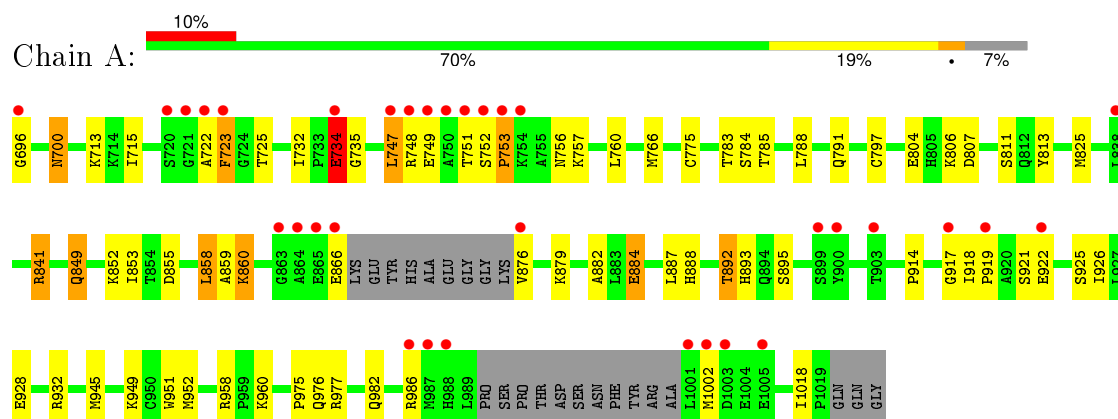 10%
Chain A:
70% 19% • 7%
G696 N700 K713 K714 I715 S720 G721 A722 F723 G724 T725 I732 P733 E734 G735 L747 R748 E749 A750 T751 S752 P753 K754 A755 N756 K757 L760 M766 C775 T783 S784 T785 L788 Q791 C797 E804 H805 K806 D807 S811 Q812 Y813 M825 L838
R841 Q849 K852 I853 T854 D855 L858 A859 K860 G863 A864 E865 E866 LYS GLU TYR HIS ALA GLU GLY GLY LYS V876 K879 A882 L883 E884 L887 H888 T892 H893 Q894 S895 S899 Y900 T903 P914 G917 I918 P919 A920 S921 E922 S925 I926 L927
E928 R932 M945 K949 C950 W951 M952 R958 P959 K960 P975 Q976 R977 Q982 R986 M987 H988 L989 PRO SER PRO THR ASP SER ASN PHE TYR ARG ALA L1001 M1002 D1003 E1004 E1005 I1018 P1019 GLN GLN GLY